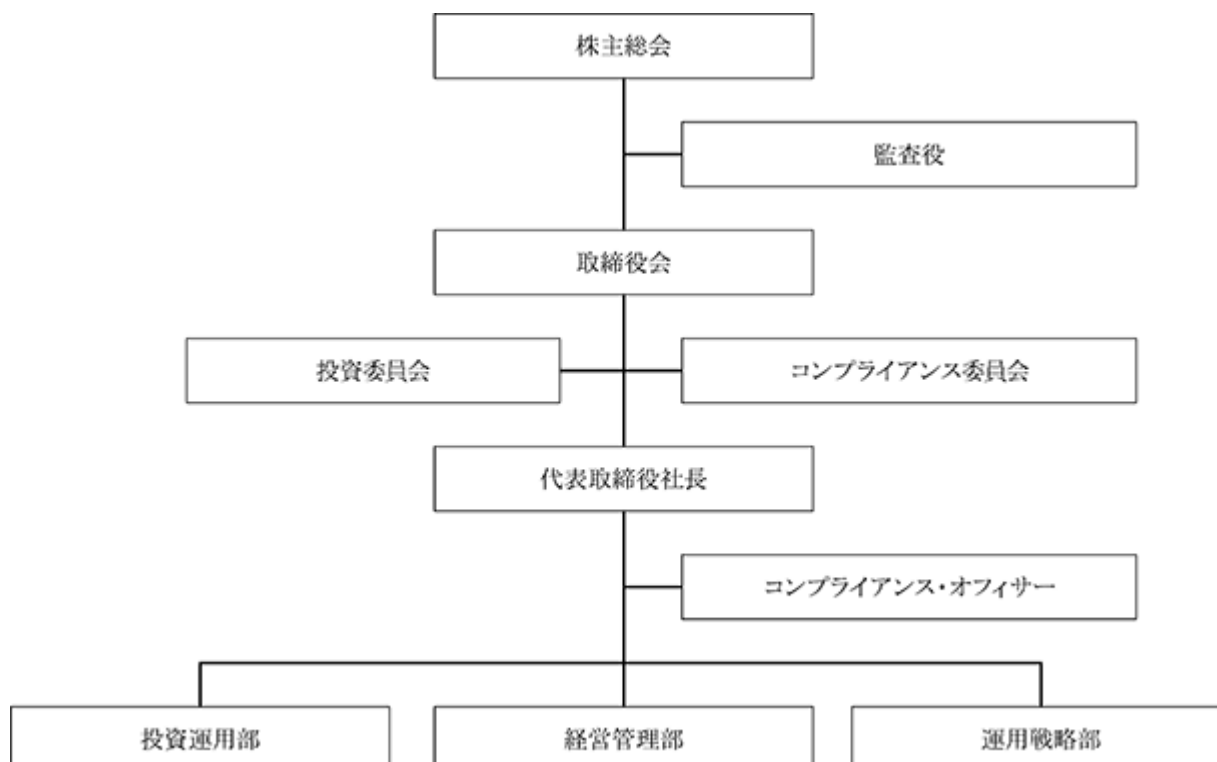 株主総会
監査役
取締役会
投資委員会
コンプライアンス委員会
代表取締役社長
コンプライアンス・オフィサー
投資運用部
経営管理部
運用戦略部